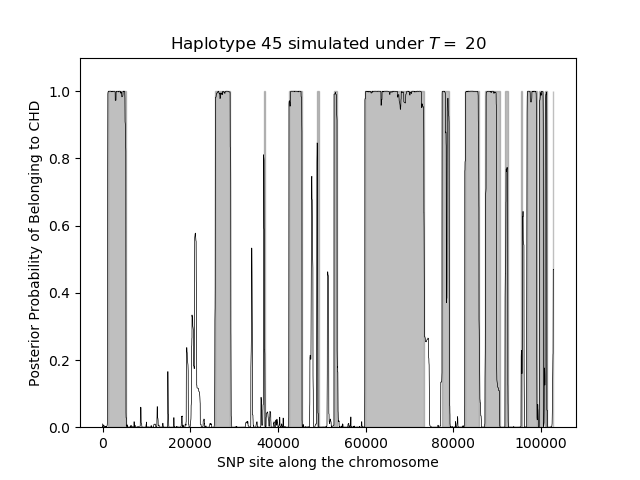 Haplotype 45 simulated under T = 20
Posterior Probability of Belonging to CHD
1.0
0.8
0.6
0.4
0.2
0.0
0 20000 40000 60000 80000 100000
SNP site along the chromosome